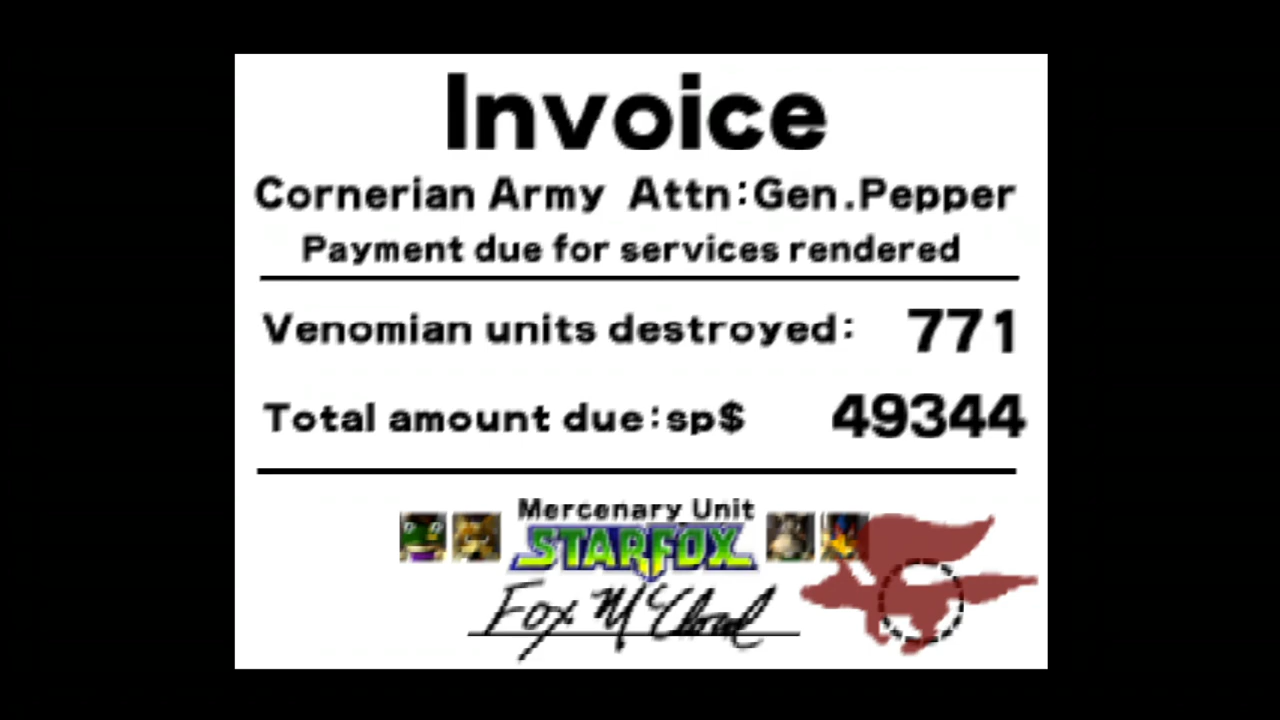 Invoice
Cornerian Army Attn:Gen.Pepper
Payment due for services rendered
Venomian units destroyed: 771
Total amount due:sp$ 49344
Mercenary Unit
STARFOX
Fox McCloud